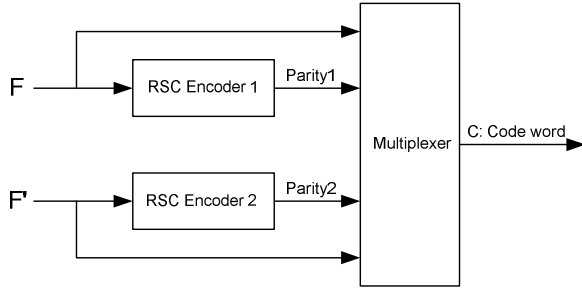 F
RSC Encoder 1
Parity1
Multiplexer
C: Code word
F'
RSC Encoder 2
Parity2